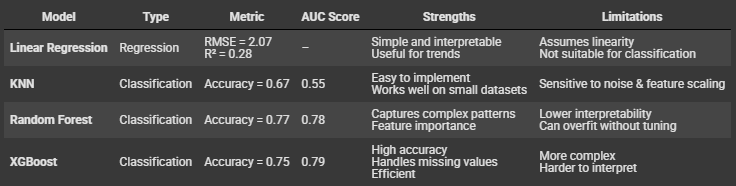 Model Type Metric AUC Score Strengths Limitations
Linear Regression Regression RMSE = 2.07 R² = 0.28 – Simple and interpretable Useful for trends Assumes linearity Not suitable for classification
KNN Classification Accuracy = 0.67 0.55 Easy to implement Works well on small datasets Sensitive to noise & feature scaling
Random Forest Classification Accuracy = 0.77 0.78 Captures complex patterns Feature importance Lower interpretability Can overfit without tuning
XGBoost Classification Accuracy = 0.75 0.79 High accuracy Handles missing values Efficient More complex Harder to interpret